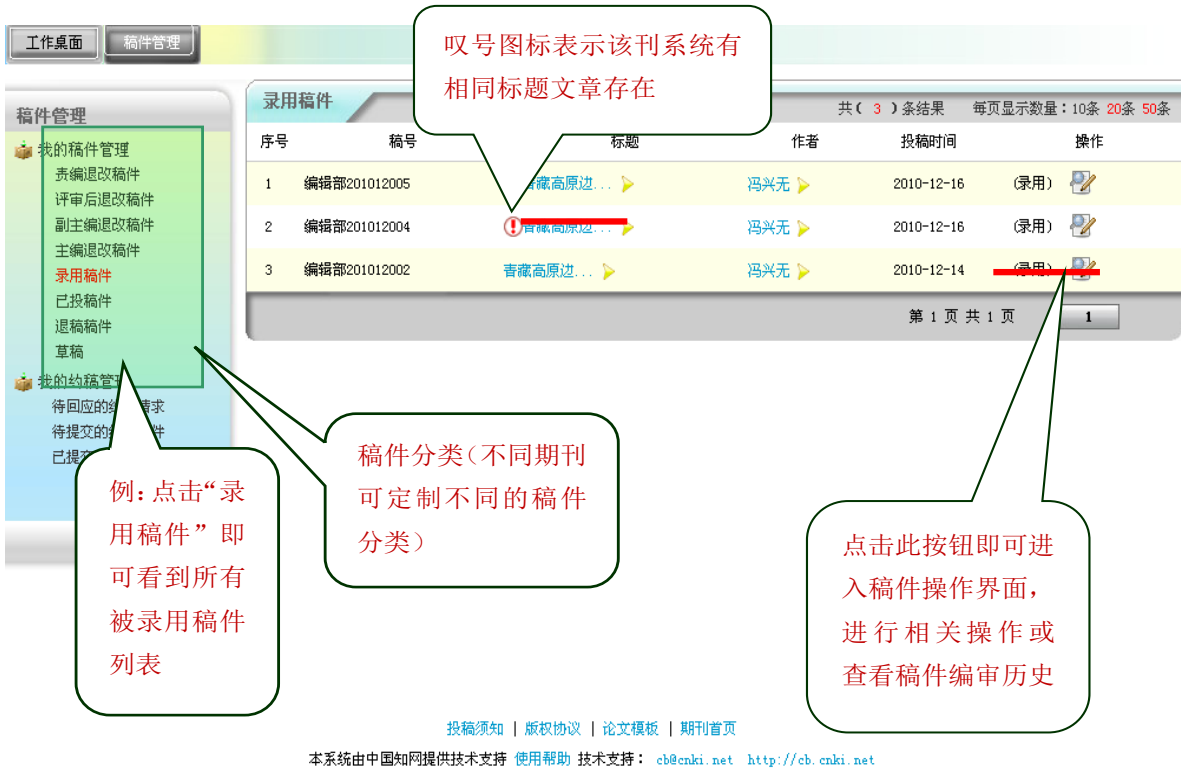 工作桌面 稿件管理
叹号图标表示该刊系统有
相同标题文章存在
稿件管理
我的稿件管理
责编退改稿件
评审后退改稿件
副主编退改稿件
主编退改稿件
录用稿件
已投稿件
退稿稿件
草稿
我的约稿管
待回应的 请求
待提交的 件
已提
录用稿件
共( 3 )条结果 每页显示数量：10条 20条 50条
序号 稿号 标题 作者 投稿时间 操作
1 编辑部201012005 藏高原边... 冯兴无 2010-12-16 (录用)
2 编辑部201012004 青藏高原边... 冯兴无 2010-12-16 (录用)
3 编辑部201012002 青藏高原边... 冯兴无 2010-12-14 (录用)
第 1 页 共 1 页 1
例：点击“录
用稿件”即
可看到所有
被录用稿件
列表
稿件分类（不同期刊
可定制不同的稿件
分类）
点击此按钮即可进
入稿件操作界面，
进行相关操作或
查看稿件编审历史
投稿须知 | 版权协议 | 论文模板 | 期刊首页
本系统由中国知网提供技术支持 使用帮助 技术支持： cb@cnki.net http://cb.cnki.net